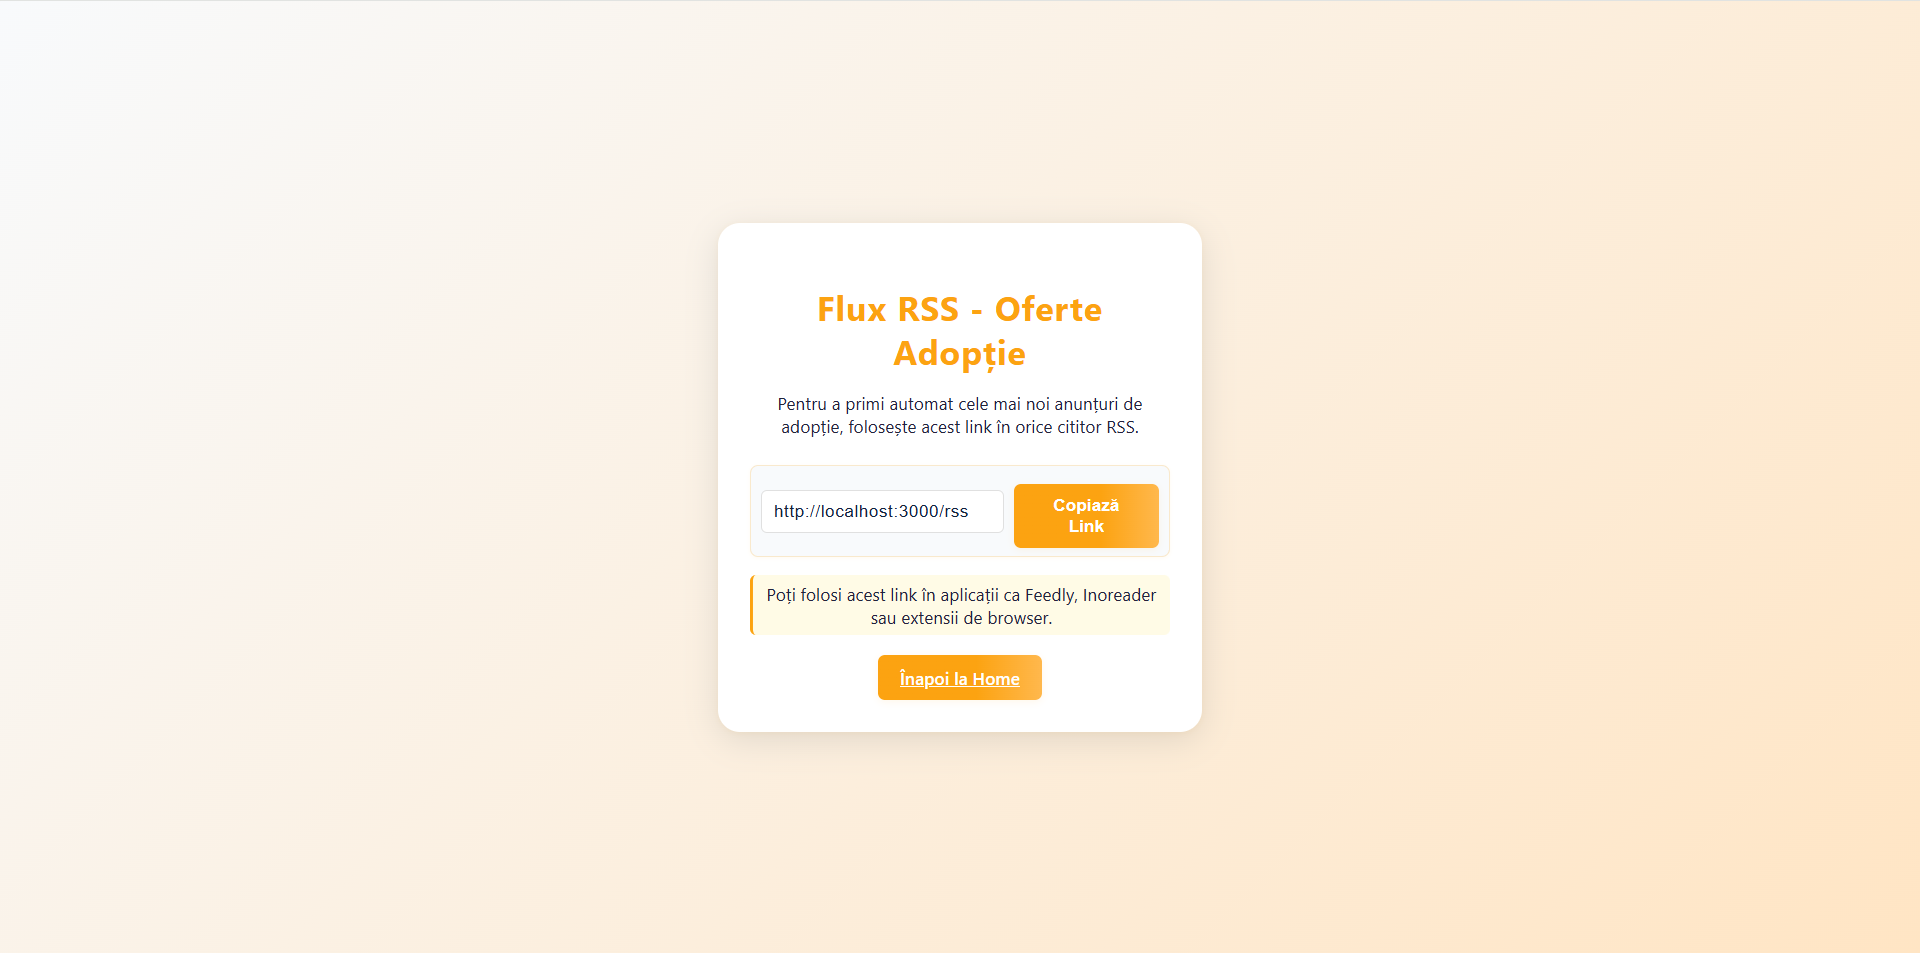 Flux RSS - Oferte
Adopție
Pentru a primi automat cele mai noi anunțuri de
adopție, folosește acest link în orice cititor RSS.
http://localhost:3000/rss
Copiază
Link
Poți folosi acest link în aplicații ca Feedly, Inoreader
sau extensii de browser.
Înapoi la Home